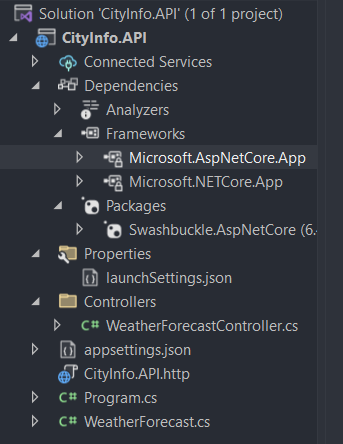 Solution 'CityInfo.API' (1 of 1 project)
CityInfo.API
Connected Services
Dependencies
Analyzers
Frameworks
Microsoft.AspNetCore.App
Microsoft.NETCore.App
Packages
Swashbuckle.AspNetCore (6.
Properties
launchSettings.json
Controllers
C# WeatherForecastController.cs
appsettings.json
CityInfo.API.http
C# Program.cs
C# WeatherForecast.cs